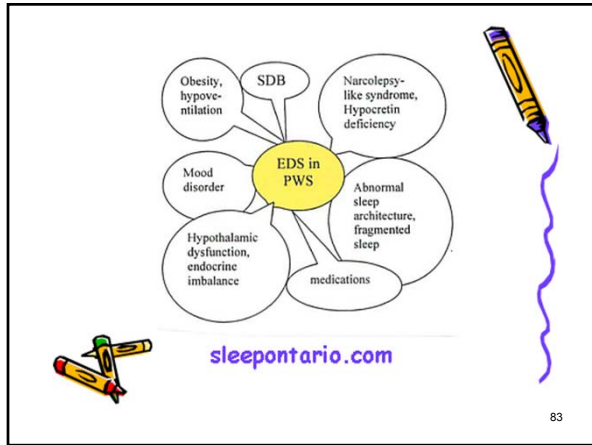 Obesity,
hypove-
ntilation
SDB
Narcolepsy-
like syndrome,
Hypocretin
deficiency
EDS in
PWS
Mood
disorder
Abnormal
sleep
architecture,
fragmented
sleep
Hypothalamic
dysfunction,
endocrine
imbalance
medications
sleepontario.com
83